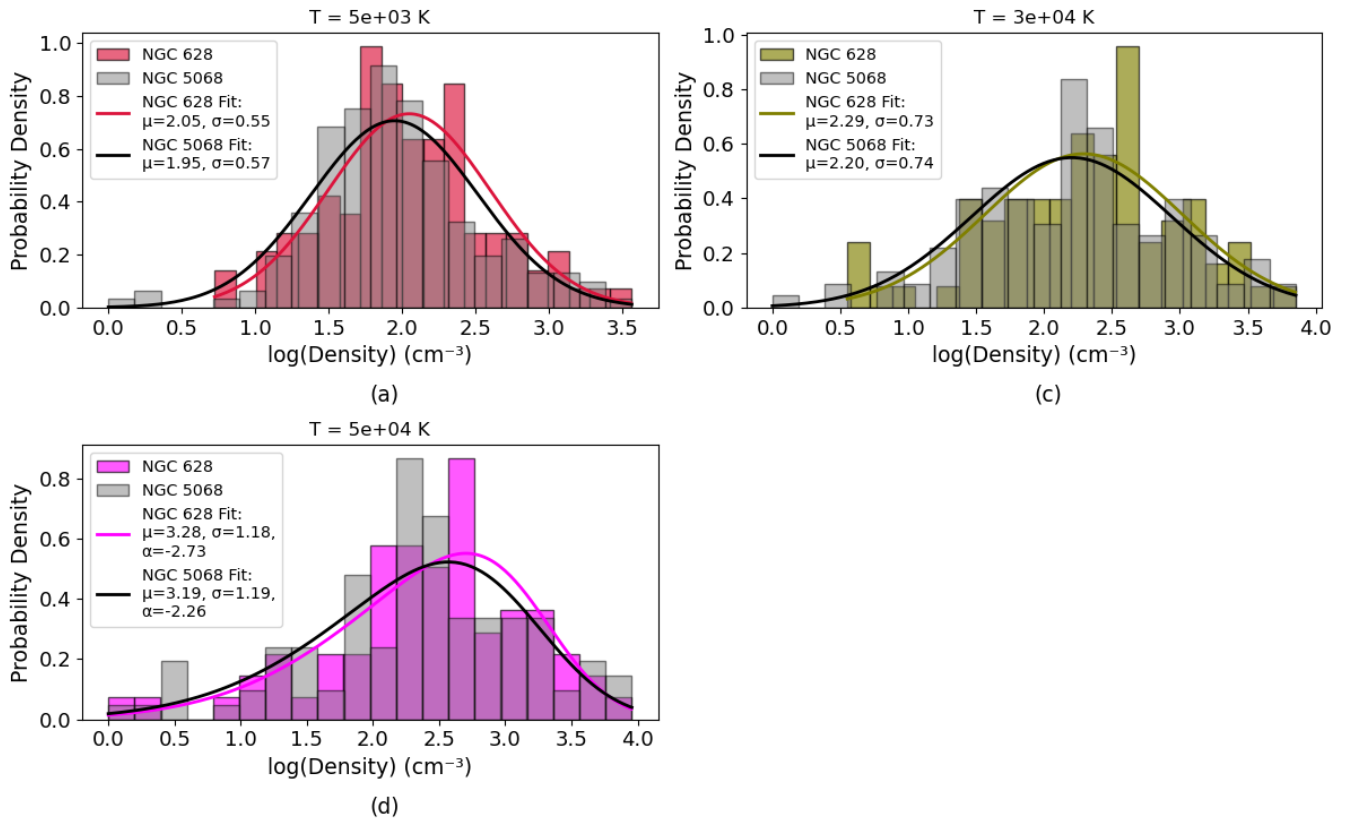 T = 5e+03 K
Probability Density
1.0
0.8
0.6
0.4
0.2
0.0
NGC 628
NGC 5068
NGC 628 Fit:
μ=2.05, σ=0.55
NGC 5068 Fit:
μ=1.95, σ=0.57
0.0 0.5 1.0 1.5 2.0 2.5 3.0 3.5
log(Density) (cm⁻³)
(a)
T = 3e+04 K
Probability Density
1.0
0.8
0.6
0.4
0.2
0.0
NGC 628
NGC 5068
NGC 628 Fit:
μ=2.29, σ=0.73
NGC 5068 Fit:
μ=2.20, σ=0.74
0.0 0.5 1.0 1.5 2.0 2.5 3.0 3.5 4.0
log(Density) (cm⁻³)
(c)
T = 5e+04 K
Probability Density
0.8
0.6
0.4
0.2
0.0
NGC 628
NGC 5068
NGC 628 Fit:
μ=3.28, σ=1.18,
α=-2.73
NGC 5068 Fit:
μ=3.19, σ=1.19,
α=-2.26
0.0 0.5 1.0 1.5 2.0 2.5 3.0 3.5 4.0
log(Density) (cm⁻³)
(d)